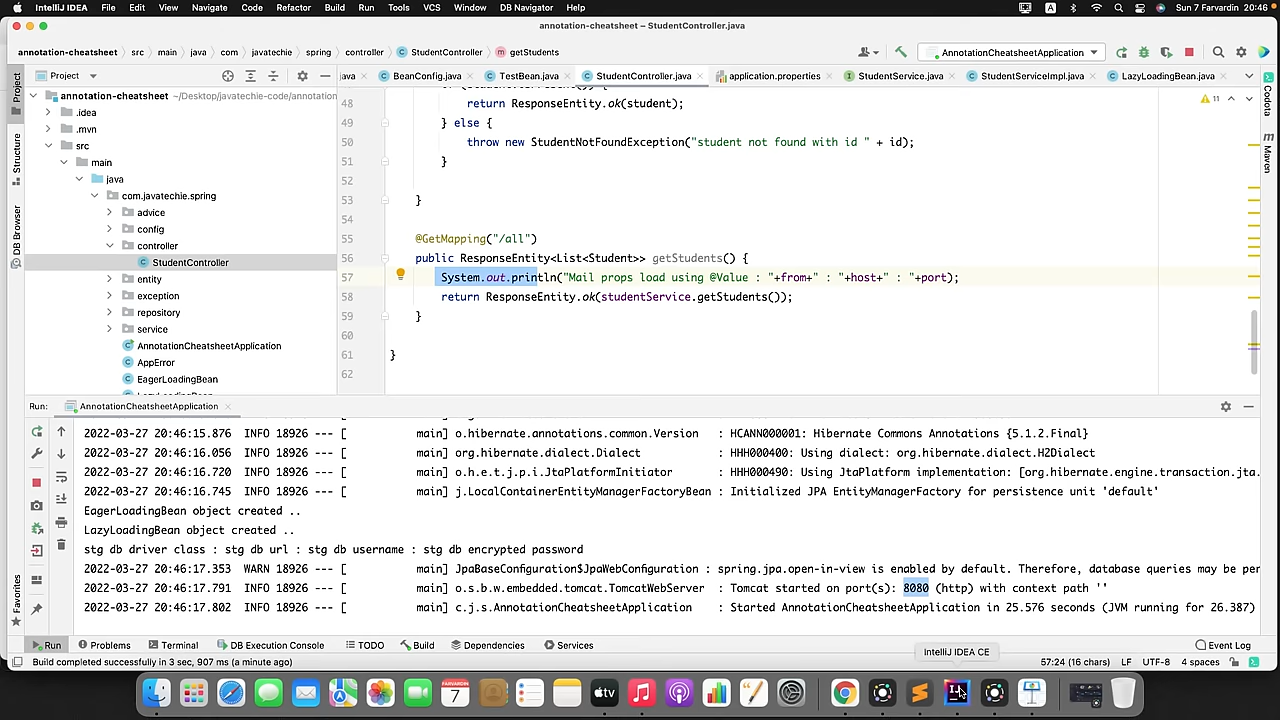 IntelliJ IDEA File Edit View Navigate Code Refactor Build Run Tools VCS Window DB Navigator Help A Sun 7 Farvardin 20:46
annotation-cheatsheet – StudentController.java
annotation-cheatsheet src main java com javatechie spring controller StudentController getStudents AnnotationCheatsheetApplication
Project .java BeanConfig.java TestBean.java StudentController.java application.properties StudentService.java StudentServiceImpl.java LazyLoadingBean.java
Project
Structure
DB Browser
Favorites
Codota
Maven
annotation-cheatsheet ~/Desktop/javatechie-code/annotation
.idea
.mvn
src
main
java
com.javatechie.spring
advice
config
controller
StudentController
entity
exception
repository
service
AnnotationCheatsheetApplication
AppError
EagerLoadingBean
11
48 return ResponseEntity.ok(student);
49 } else {
50 throw new StudentNotFoundException("student not found with id " + id);
51 }
52
53 }
54
55 @GetMapping("/all")
56 public ResponseEntity<List<Student>> getStudents() {
57 System.out.println("Mail props load using @Value : "+from+" : "+host+" : "+port);
58 return ResponseEntity.ok(studentService.getStudents());
59 }
60
61 }
62
Run: AnnotationCheatsheetApplication
2022-03-27 20:46:15.876 INFO 18926 --- [ main] o.hibernate.annotations.common.Version : HCANN000001: Hibernate Commons Annotations {5.1.2.Final}
2022-03-27 20:46:16.056 INFO 18926 --- [ main] org.hibernate.dialect.Dialect : HHH000400: Using dialect: org.hibernate.dialect.H2Dialect
2022-03-27 20:46:16.720 INFO 18926 --- [ main] o.h.e.t.j.p.i.JtaPlatformInitiator : HHH000490: Using JtaPlatform implementation: [org.hibernate.engine.transaction.jta.
2022-03-27 20:46:16.745 INFO 18926 --- [ main] j.LocalContainerEntityManagerFactoryBean : Initialized JPA EntityManagerFactory for persistence unit 'default'
EagerLoadingBean object created ..
LazyLoadingBean object created ..
stg db driver class : stg db url : stg db username : stg db encrypted password
2022-03-27 20:46:17.353 WARN 18926 --- [ main] JpaBaseConfiguration$JpaWebConfiguration : spring.jpa.open-in-view is enabled by default. Therefore, database queries may be per
2022-03-27 20:46:17.791 INFO 18926 --- [ main] o.s.b.w.embedded.tomcat.TomcatWebServer : Tomcat started on port(s): 8080 (http) with context path ''
2022-03-27 20:46:17.802 INFO 18926 --- [ main] c.j.s.AnnotationCheatsheetApplication : Started AnnotationCheatsheetApplication in 25.576 seconds (JVM running for 26.387)
Run Problems Terminal DB Execution Console TODO Build Dependencies Services Event Log
IntelliJ IDEA CE
Build completed successfully in 3 sec, 907 ms (a minute ago) 57:24 (16 chars) LF UTF-8 4 spaces
FARVARDIN
7
tv